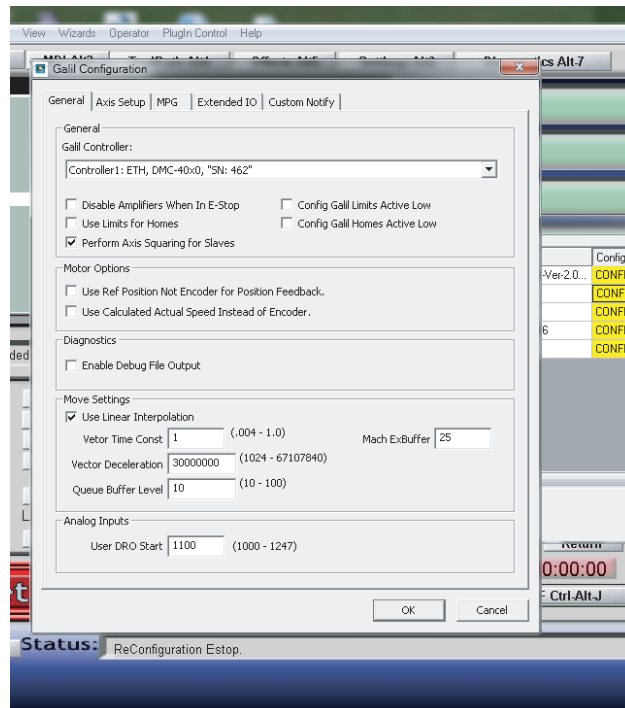 View Wizards Operator PlugIn Control Help
Alt-7
Galil Configuration
General Axis Setup MPG Extended IO Custom Notify
General
Galil Controller:
Controller1: ETH, DMC-40x0, "SN: 462"
Disable Amplifiers When In E-Stop Config Galil Limits Active Low
Use Limits for Homes Config Galil Homes Active Low
Perform Axis Squaring for Slaves
Config
-Ver-2.0... CONF
CONF
CONF
6 CONF
CONF
Motor Options
Use Ref Position Not Encoder for Position Feedback.
Use Calculated Actual Speed Instead of Encoder.
Diagnostics
Enable Debug File Output
Move Settings
Use Linear Interpolation
Vetor Time Const 1 (.004 - 1.0) Mach ExBuffer 25
Vector Deceleration 30000000 (1024 - 67107840)
Queue Buffer Level 10 (10 - 100)
Analog Inputs
User DRO Start 1100 (1000 - 1247)
0:00:00
Ctrl-Alt-J
OK Cancel
Status: ReConfiguration Estop.